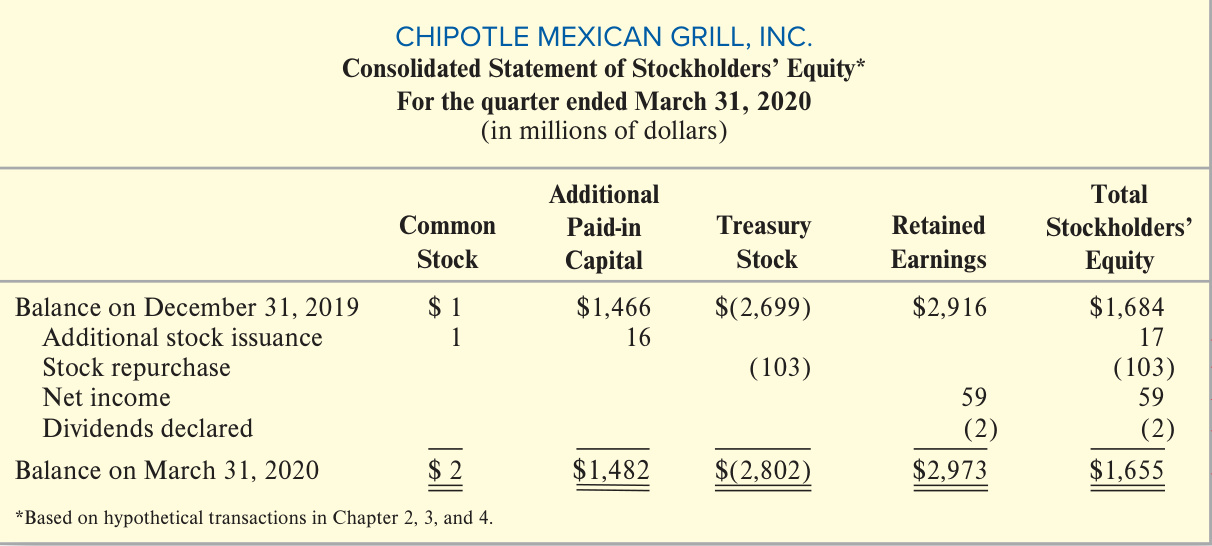 CHIPOTLE MEXICAN GRILL, INC.
Consolidated Statement of Stockholders’ Equity*
For the quarter ended March 31, 2020
(in millions of dollars)
Additional Total
Common Paid-in Treasury Retained Stockholders’
Stock Capital Stock Earnings Equity
Balance on December 31, 2019 $ 1 $1,466 $(2,699) $2,916 $1,684
Additional stock issuance 1 16 17
Stock repurchase (103) (103)
Net income 59 59
Dividends declared (2) (2)
Balance on March 31, 2020 $ 2 $1,482 $(2,802) $2,973 $1,655
*Based on hypothetical transactions in Chapter 2, 3, and 4.